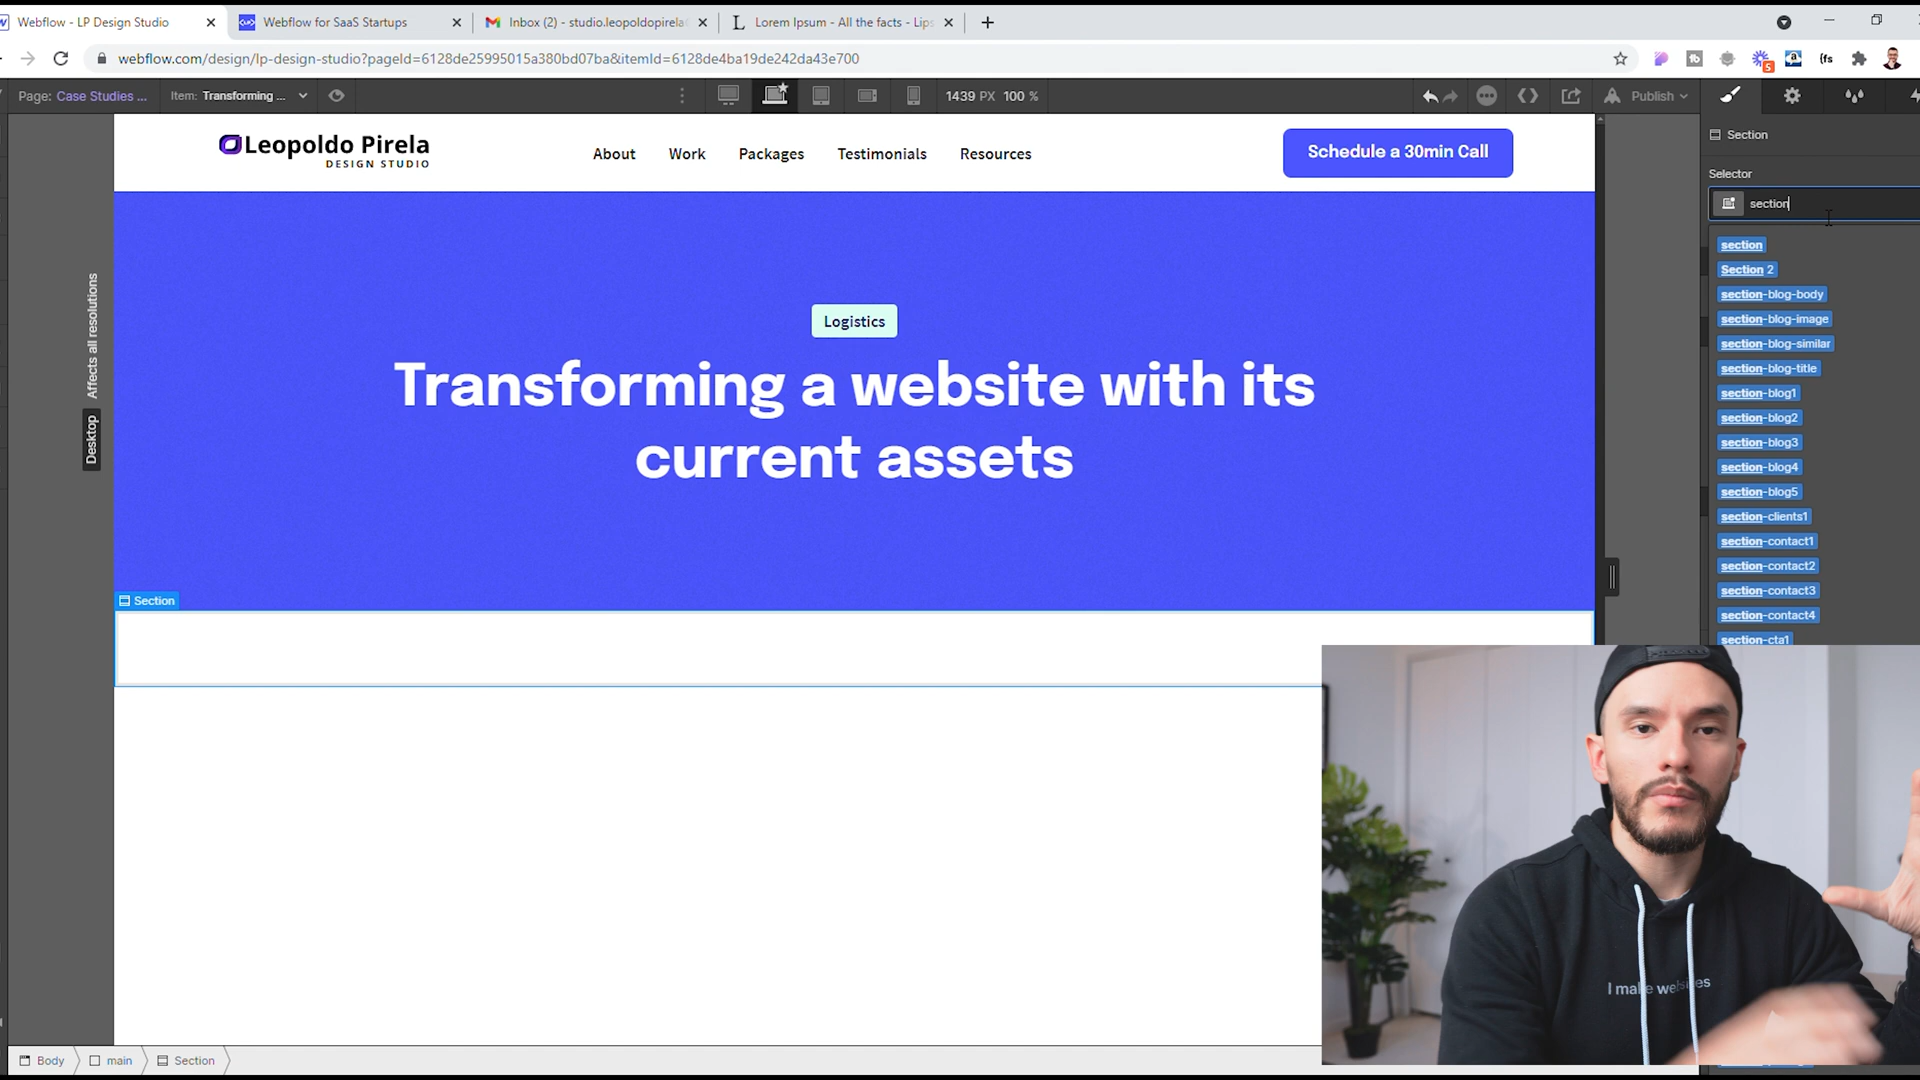 Webflow - LP Design Studio
Webflow for SaaS Startups
Inbox (2) - studio.leopoldopirela
Lorem Ipsum - All the facts - Lips
webflow.com/design/lp-design-studio?pageId=6128de25995015a380bd07ba&itemId=6128de4ba19de242da43e700
Page: Case Studies ...
Item: Transforming ...
1439 PX 100 %
Publish
Leopoldo Pirela
DESIGN STUDIO
About
Work
Packages
Testimonials
Resources
Schedule a 30min Call
Affects all resolutions
Desktop
Logistics
Transforming a website with its
current assets
Section
Section
Selector
section
section
Section 2
section-blog-body
section-blog-image
section-blog-similar
section-blog-title
section-blog1
section-blog2
section-blog3
section-blog4
section-blog5
section-clients1
section-contact1
section-contact2
section-contact3
section-contact4
section-cta1
I make websites
Body
main
Section